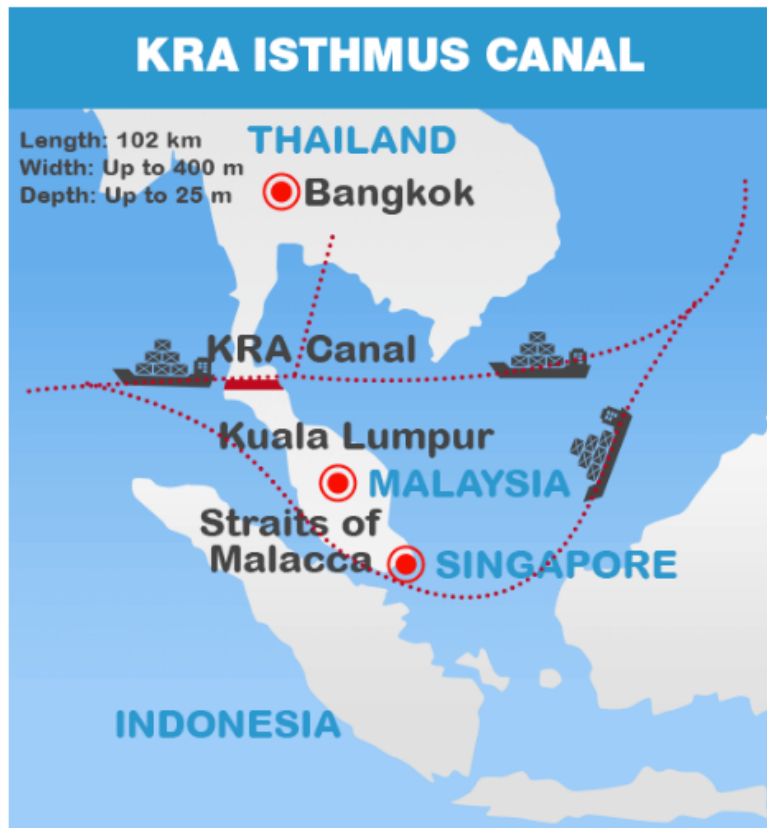 KRA ISTHMUS CANAL
Length: 102 km
Width: Up to 400 m
Depth: Up to 25 m
THAILAND
Bangkok
KRA Canal
Kuala Lumpur
MALAYSIA
Straits of
Malacca
SINGAPORE
INDONESIA